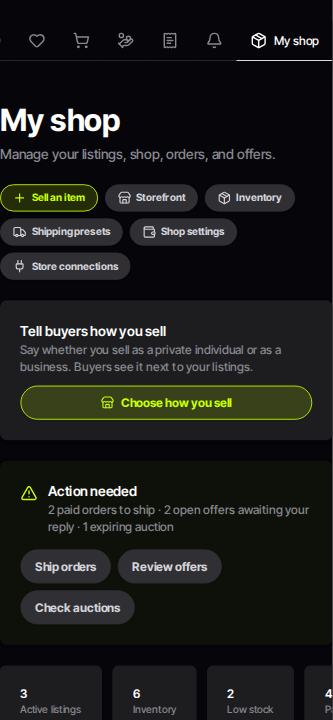 My shop
My shop
Manage your listings, shop, orders, and offers.
Sell an item
Storefront
Inventory
Shipping presets
Shop settings
Store connections
Tell buyers how you sell
Say whether you sell as a private individual or as a
business. Buyers see it next to your listings.
Choose how you sell
Action needed
2 paid orders to ship · 2 open offers awaiting your
reply · 1 expiring auction
Ship orders
Review offers
Check auctions
3
6
2
4
Active listings
Inventory
Low stock